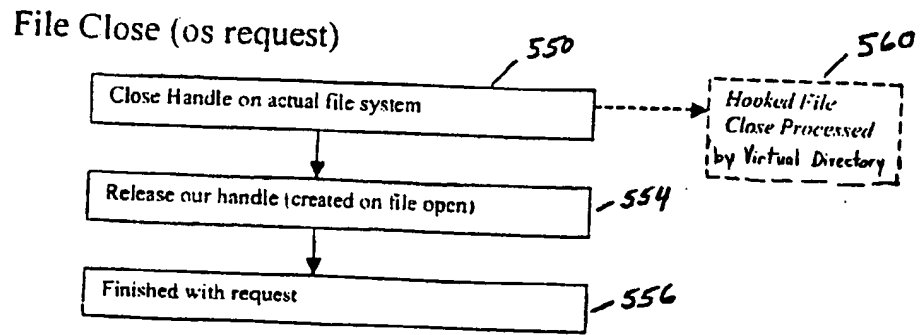 File Close (os request)
550
560
Close Handle on actual file system
Hooked File
Close Processed
by Virtual Directory
Release our handle (created on file open)
554
Finished with request
556